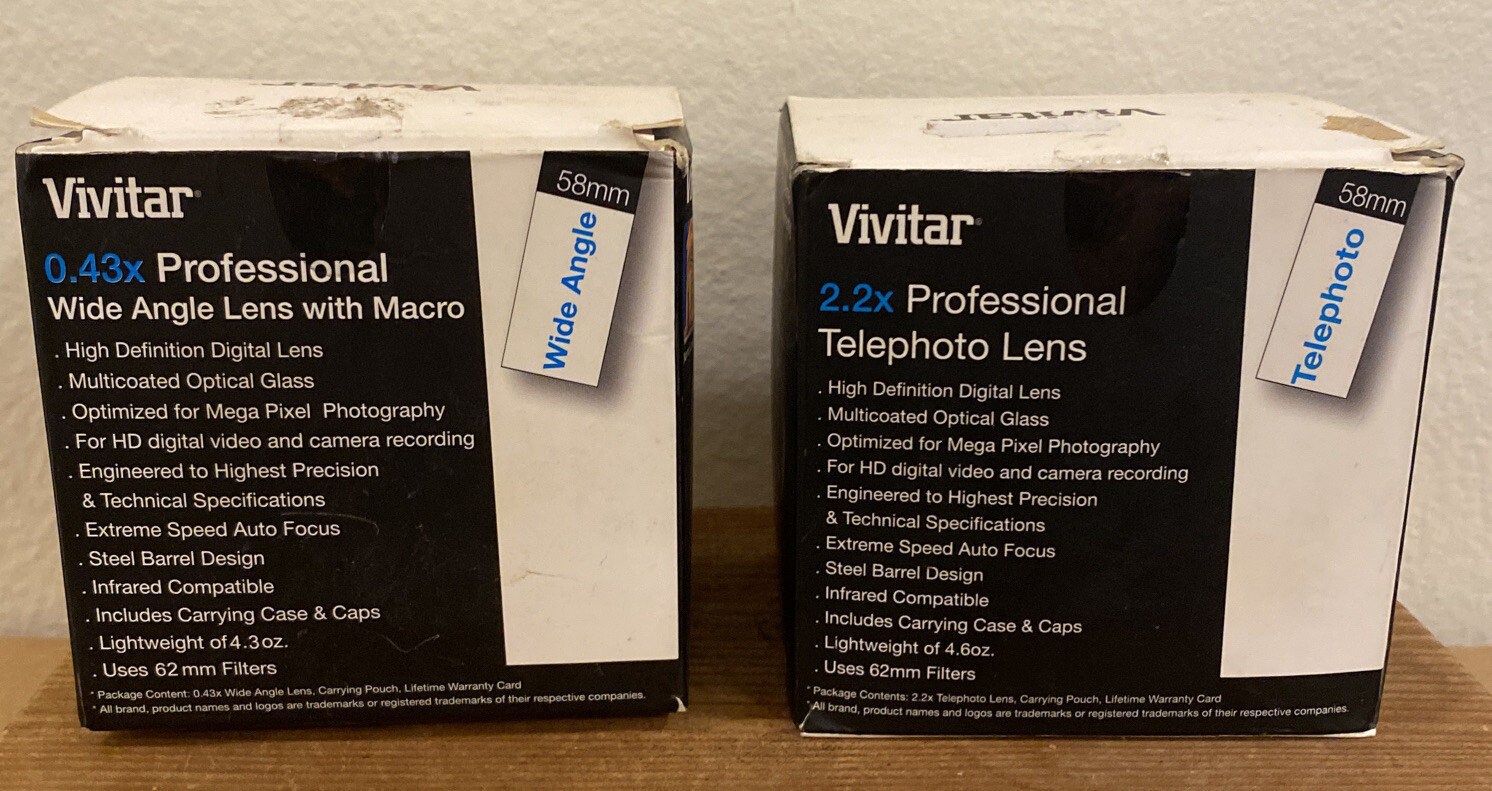 Vivitar
Vivitar®
0.43x Professional
Wide Angle Lens with Macro
. High Definition Digital Lens
. Multicoated Optical Glass
. Optimized for Mega Pixel Photography
. For HD digital video and camera recording
. Engineered to Highest Precision
& Technical Specifications
. Extreme Speed Auto Focus
. Steel Barrel Design
. Infrared Compatible
. Includes Carrying Case & Caps
. Lightweight of 4.3oz.
. Uses 62mm Filters
* Package Content: 0.43x Wide Angle Lens, Carrying Pouch, Lifetime Warranty Card
* All brand, product names and logos are trademarks or registered trademarks of their respective companies.
58mm
Wide Angle
Vivitar
Vivitar®
2.2x Professional
Telephoto Lens
. High Definition Digital Lens
. Multicoated Optical Glass
. Optimized for Mega Pixel Photography
. For HD digital video and camera recording
. Engineered to Highest Precision
& Technical Specifications
. Extreme Speed Auto Focus
. Steel Barrel Design
. Infrared Compatible
. Includes Carrying Case & Caps
. Lightweight of 4.6oz.
. Uses 62mm Filters
* Package Contents: 2.2x Telephoto Lens, Carrying Pouch, Lifetime Warranty Card
* All brand, product names and logos are trademarks or registered trademarks of their respective companies.
58mm
Telephoto